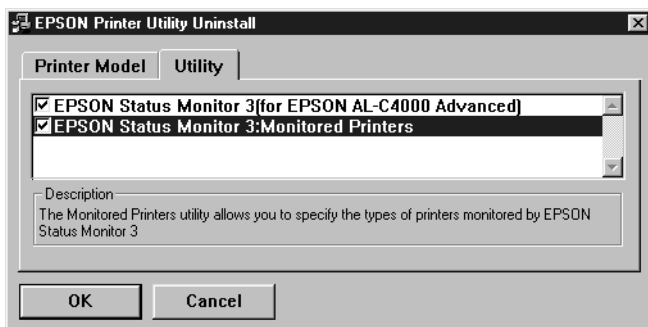 EPSON Printer Utility Uninstall
Printer Model
Utility
EPSON Status Monitor 3(for EPSON AL-C4000 Advanced)
EPSON Status Monitor 3:Monitored Printers
Description
The Monitored Printers utility allows you to specify the types of printers monitored by EPSON
Status Monitor 3
OK
Cancel